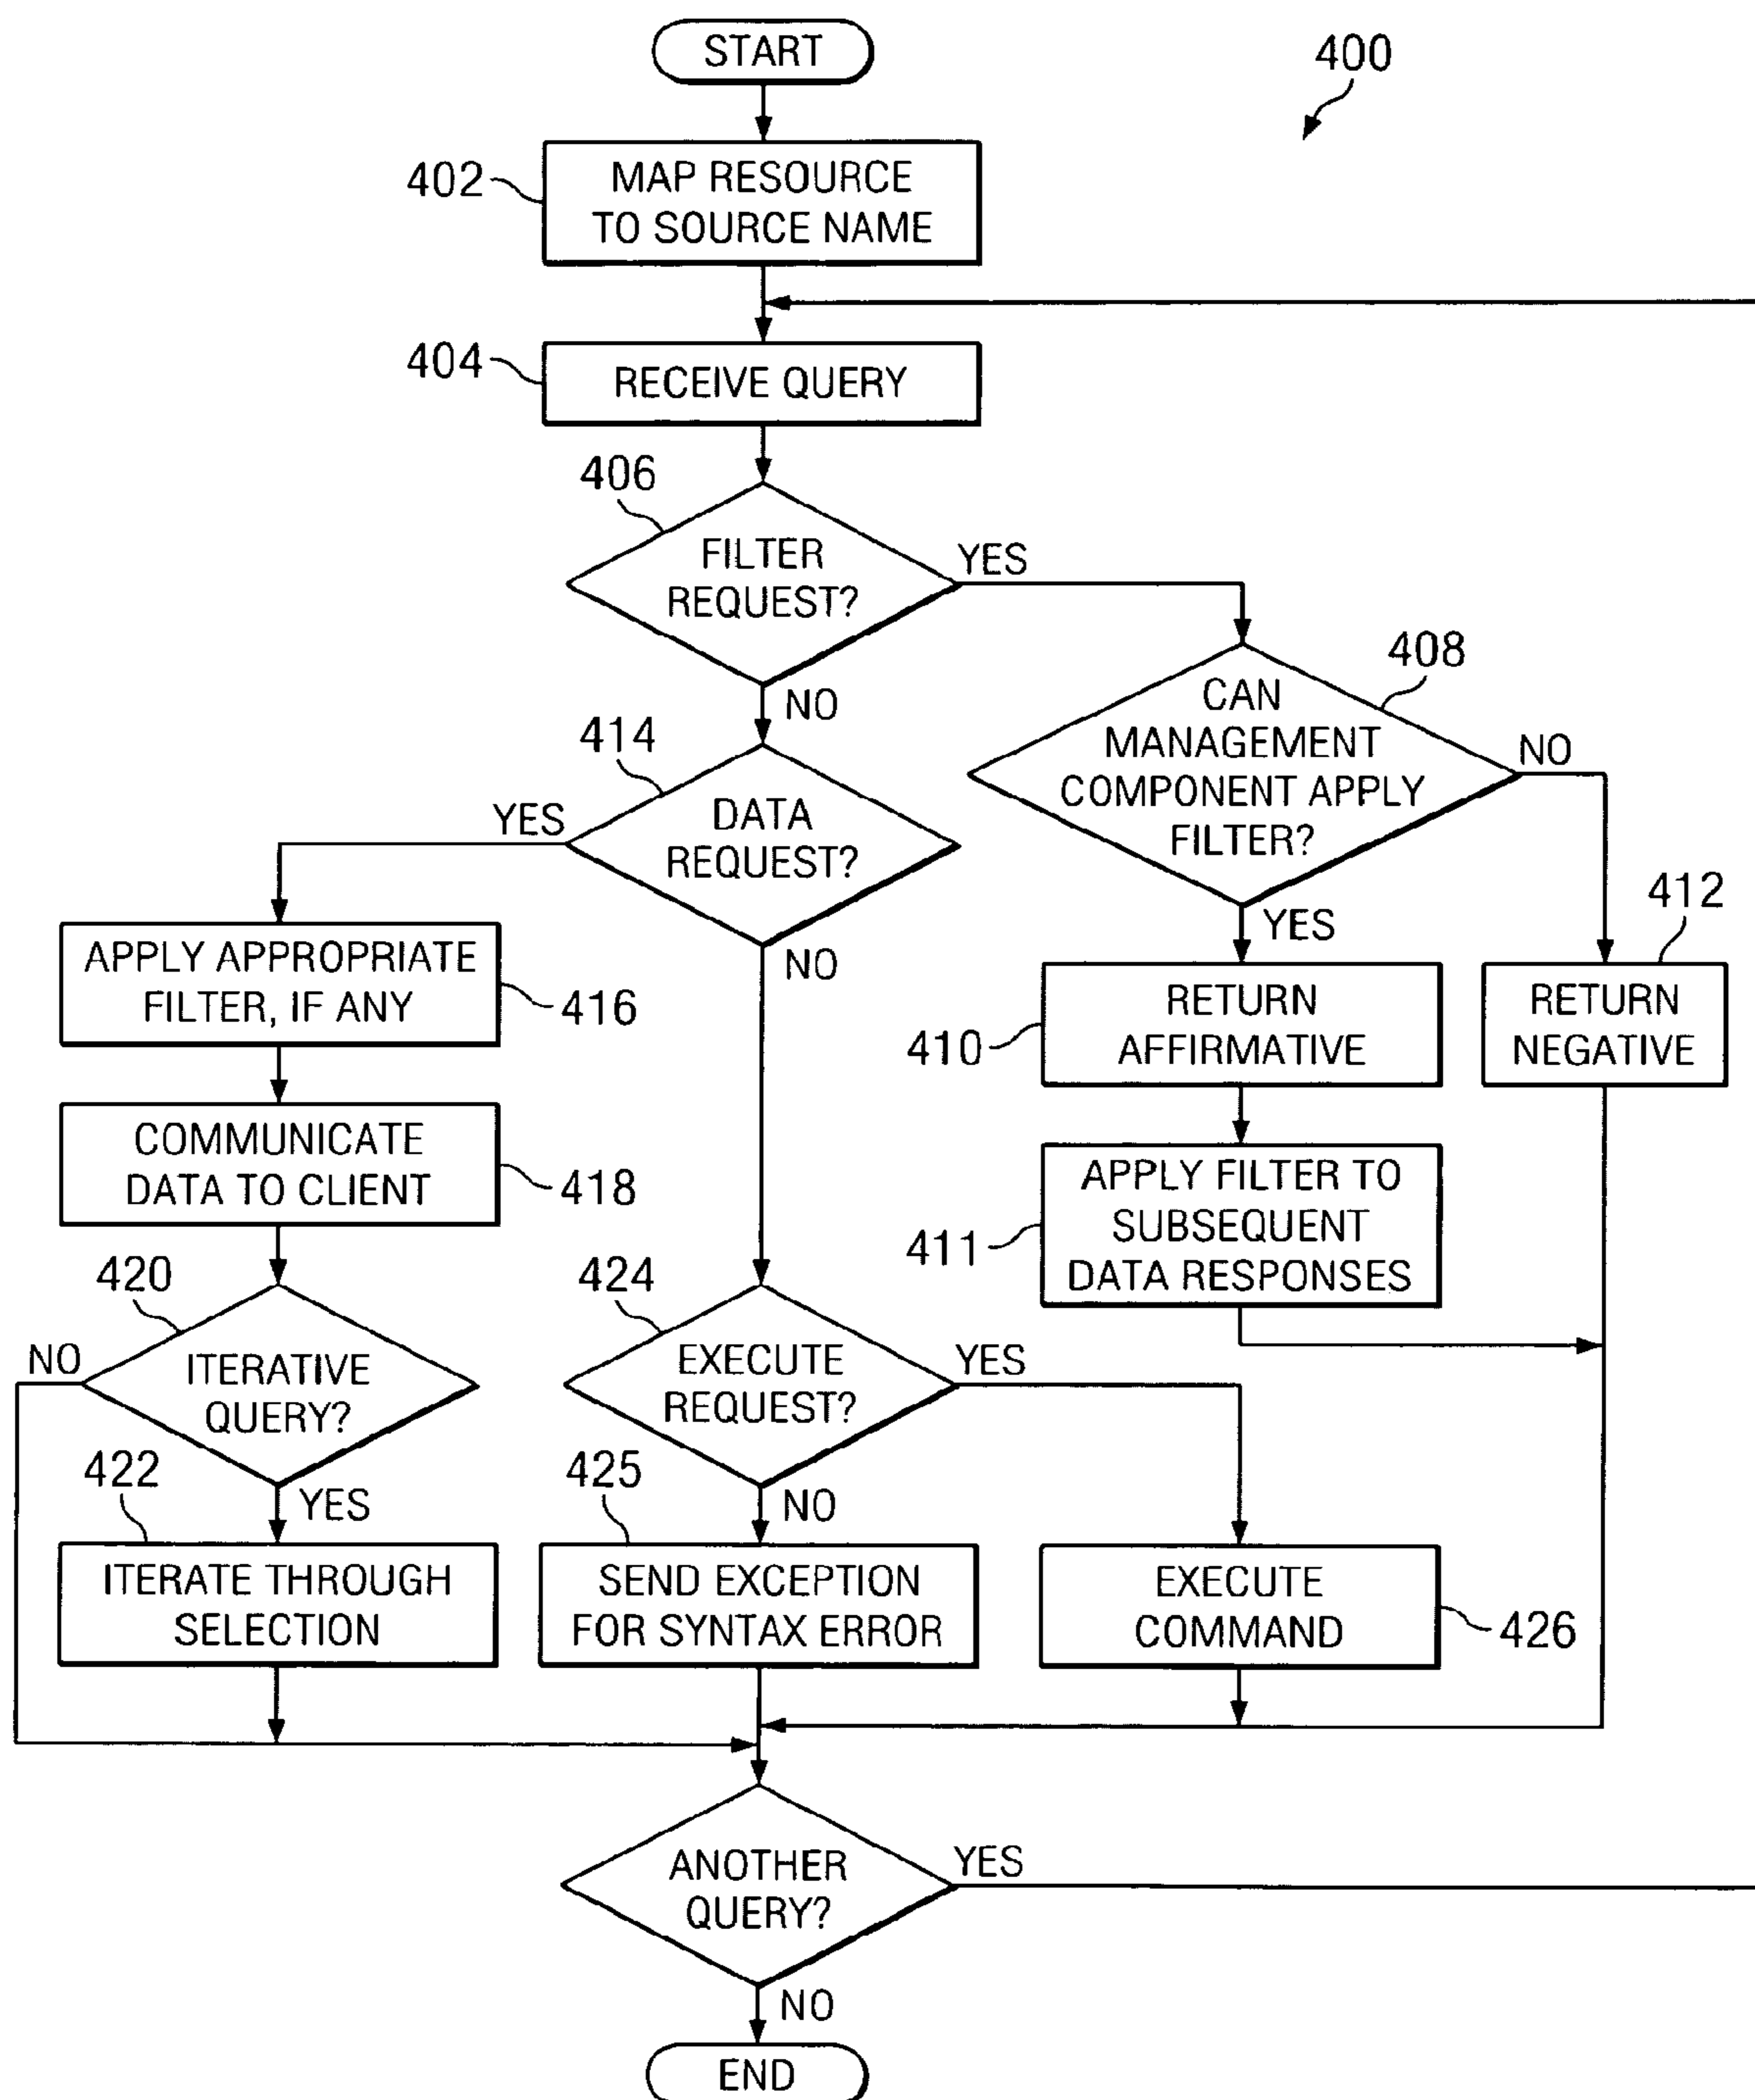 START
400
402
MAP RESOURCE
TO SOURCE NAME
404
RECEIVE QUERY
406
FILTER
REQUEST?
YES
NO
408
CAN
MANAGEMENT
COMPONENT APPLY
FILTER?
NO
YES
414
DATA
REQUEST?
YES
NO
412
RETURN
NEGATIVE
410
RETURN
AFFIRMATIVE
APPLY APPROPRIATE
FILTER, IF ANY
416
COMMUNICATE
DATA TO CLIENT
418
411
APPLY FILTER TO
SUBSEQUENT
DATA RESPONSES
420
ITERATIVE
QUERY?
NO
YES
424
EXECUTE
REQUEST?
YES
NO
422
ITERATE THROUGH
SELECTION
425
SEND EXCEPTION
FOR SYNTAX ERROR
EXECUTE
COMMAND
426
ANOTHER
QUERY?
YES
NO
END